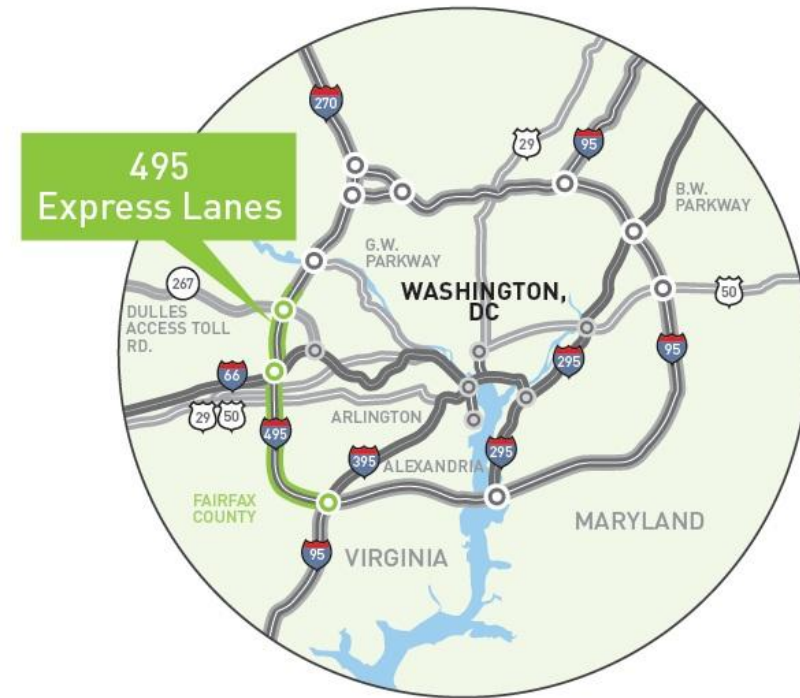 495
Express Lanes
270
29
95
B.W.
PARKWAY
G.W.
PARKWAY
267
DULLES
ACCESS TOLL
RD.
WASHINGTON,
DC
50
66
295
95
29
50
ARLINGTON
495
395
ALEXANDRIA
295
FAIRFAX
COUNTY
MARYLAND
95
VIRGINIA